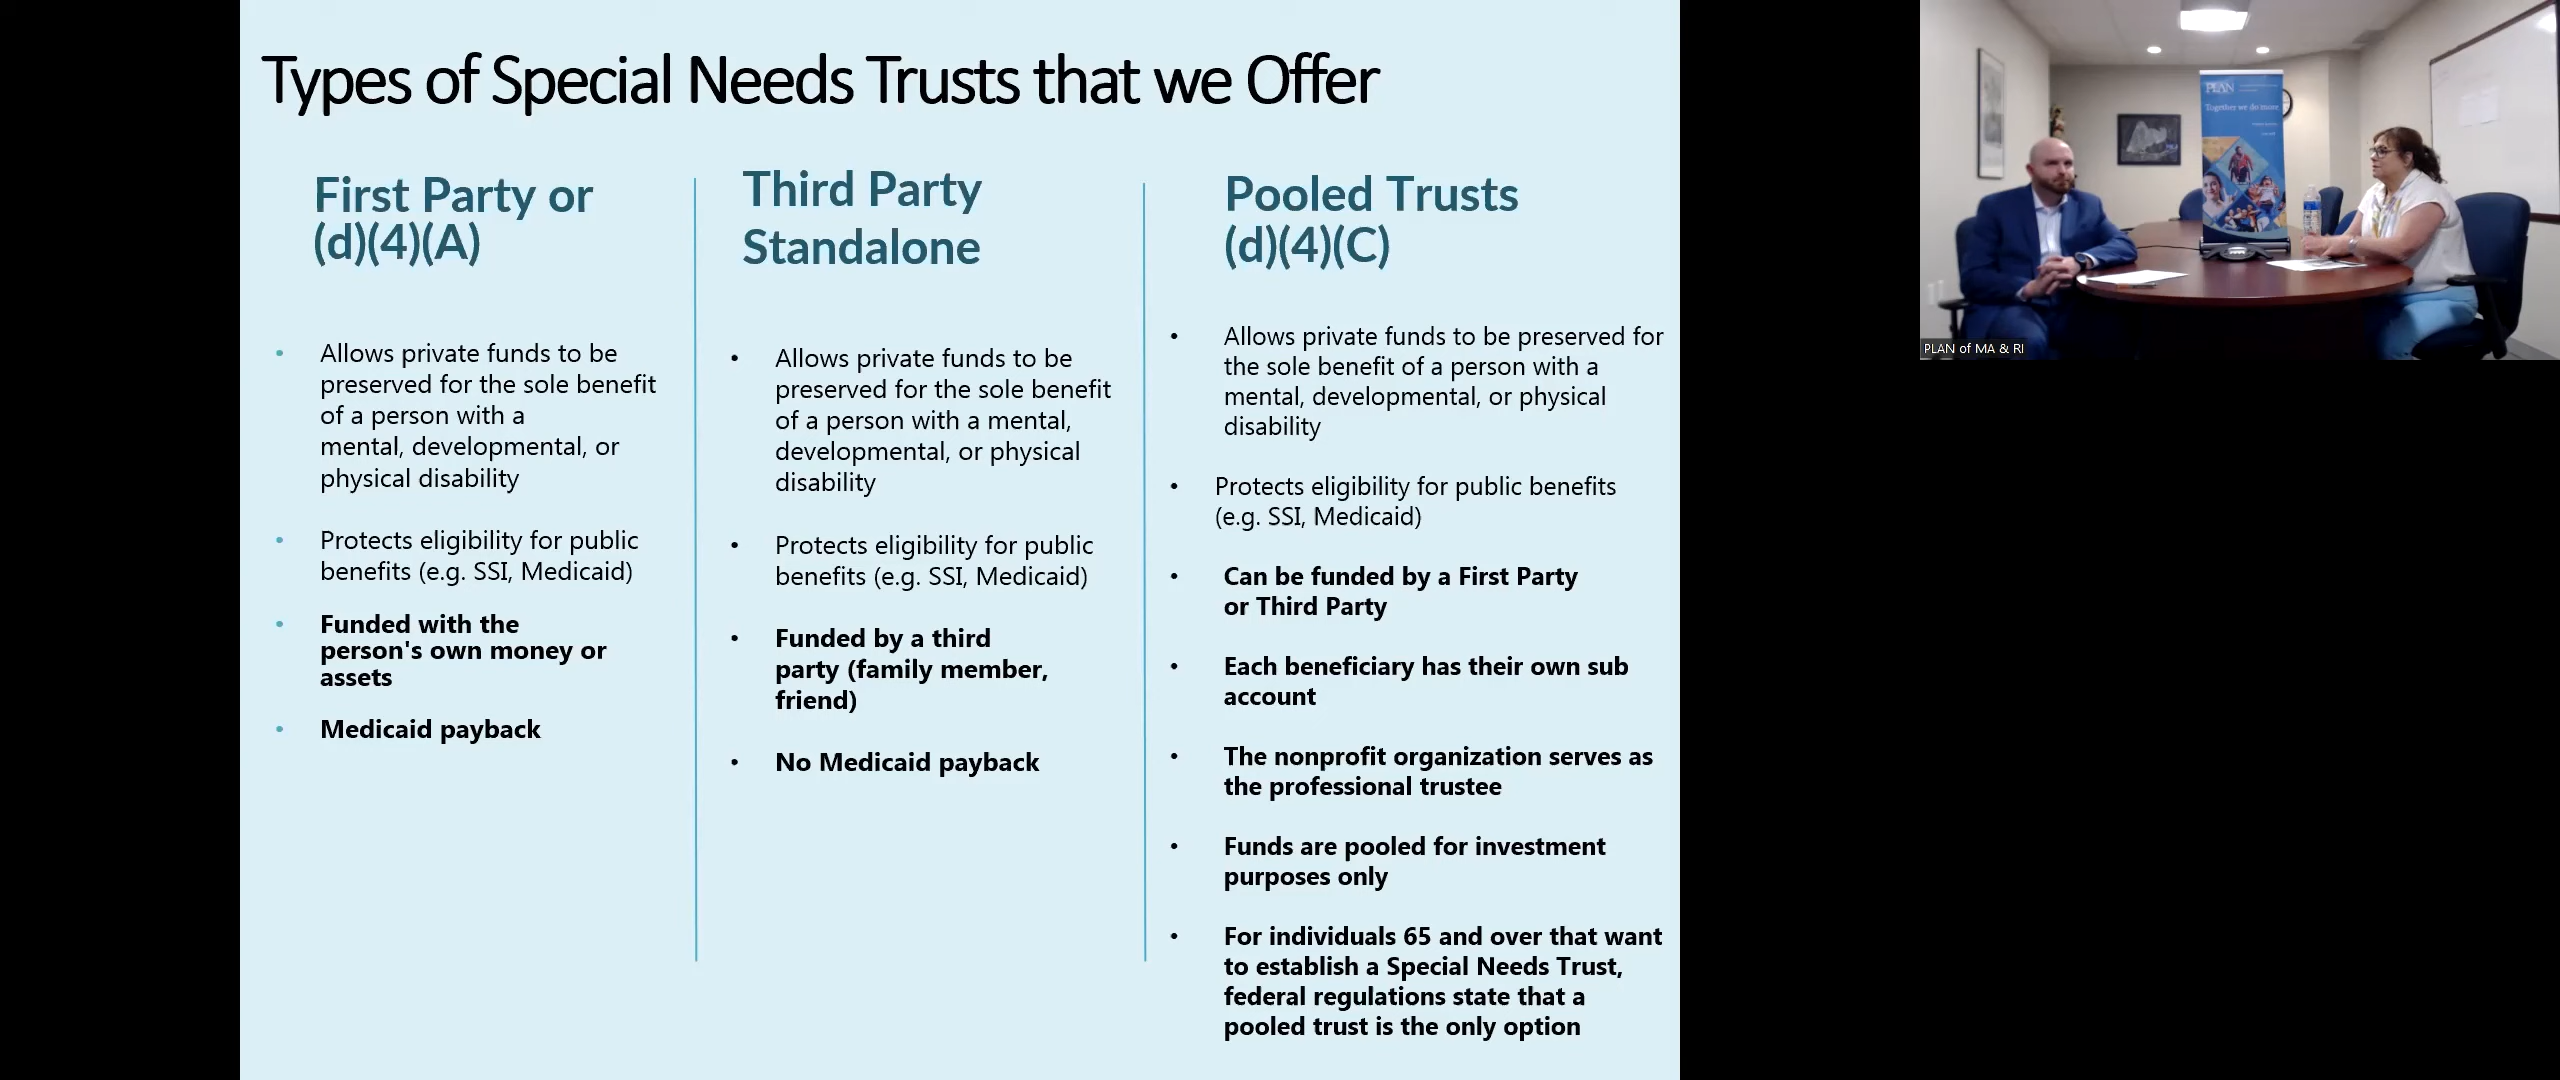 Types of Special Needs Trusts that we Offer
First Party or
(d)(4)(A)
• Allows private funds to be
preserved for the sole benefit
of a person with a
mental, developmental, or
physical disability
• Protects eligibility for public
benefits (e.g. SSI, Medicaid)
• Funded with the
person's own money or
assets
• Medicaid payback
Third Party
Standalone
• Allows private funds to be
preserved for the sole benefit
of a person with a mental,
developmental, or physical
disability
• Protects eligibility for public
benefits (e.g. SSI, Medicaid)
• Funded by a third
party (family member,
friend)
• No Medicaid payback
Pooled Trusts
(d)(4)(C)
• Allows private funds to be preserved for
the sole benefit of a person with a
mental, developmental, or physical
disability
• Protects eligibility for public benefits
(e.g. SSI, Medicaid)
• Can be funded by a First Party
or Third Party
• Each beneficiary has their own sub
account
• The nonprofit organization serves as
the professional trustee
• Funds are pooled for investment
purposes only
• For individuals 65 and over that want
to establish a Special Needs Trust,
federal regulations state that a
pooled trust is the only option
PLAN
Together we do more.
PLAN of MA & RI